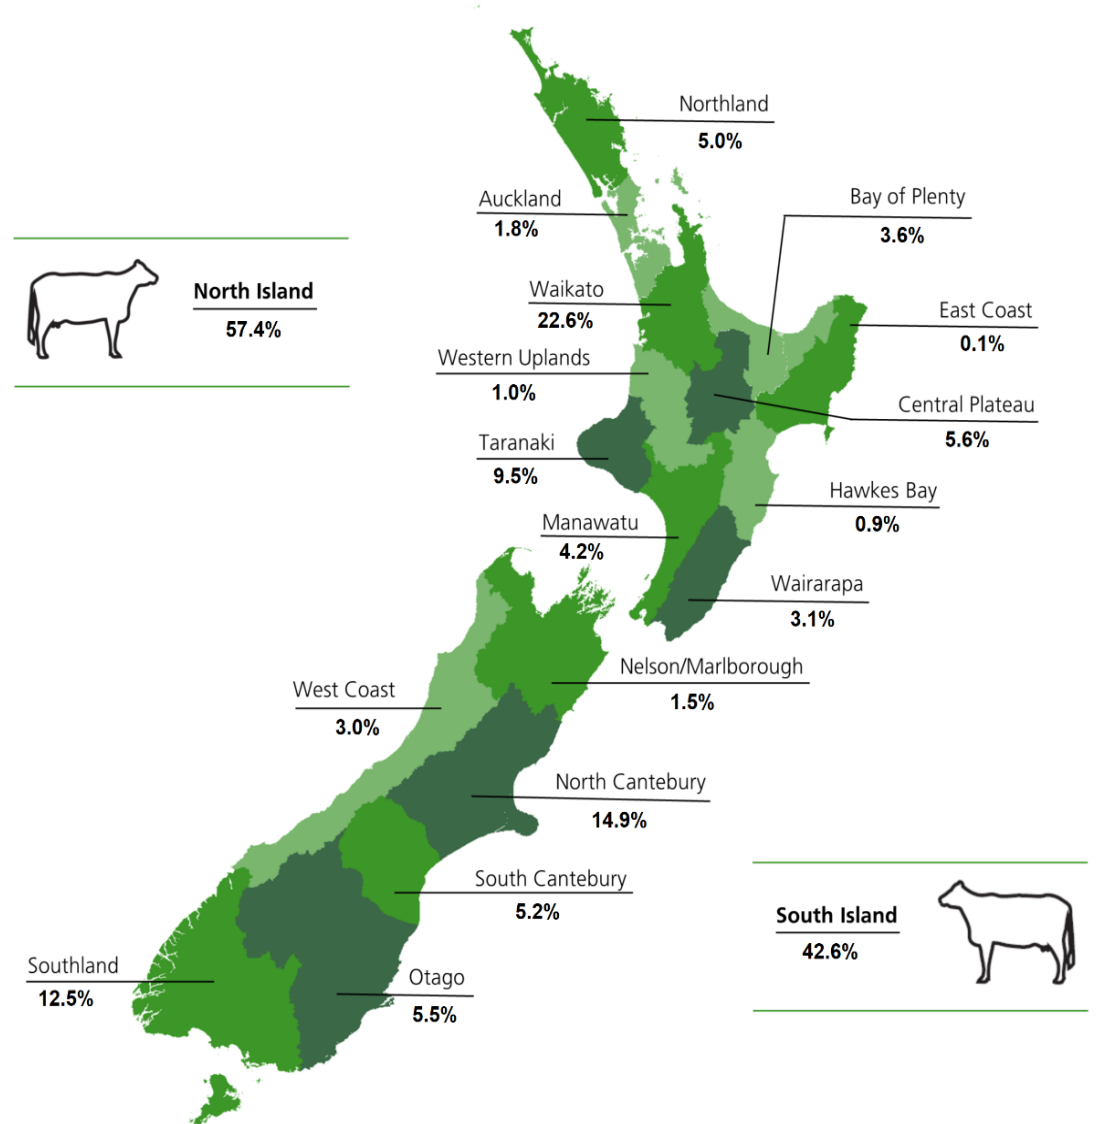 Northland
5.0%
Auckland
1.8%
Bay of Plenty
3.6%
North Island
57.4%
Waikato
22.6%
East Coast
0.1%
Western Uplands
1.0%
Central Plateau
5.6%
Taranaki
9.5%
Hawkes Bay
0.9%
Manawatu
4.2%
Wairarapa
3.1%
Nelson/Marlborough
1.5%
West Coast
3.0%
North Cantebury
14.9%
South Cantebury
5.2%
South Island
42.6%
Southland
12.5%
Otago
5.5%